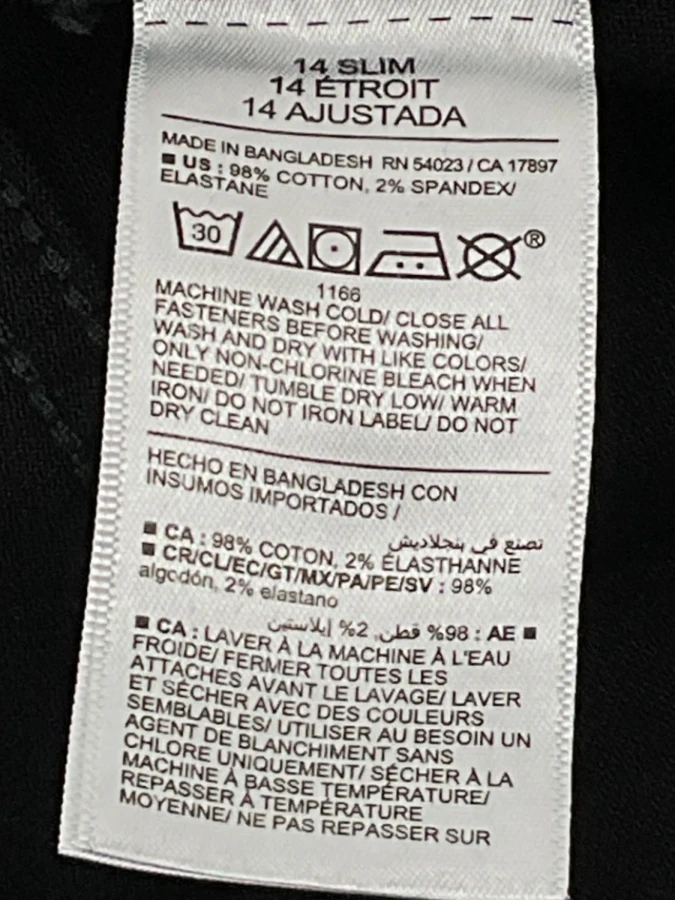 14 SLIM
14 ÉTROIT
14 AJUSTADA
MADE IN BANGLADESH RN 54023 / CA 17897
■ US : 98% COTTON, 2% SPANDEX/
ELASTANE
30
®
1166
MACHINE WASH COLD/ CLOSE ALL
FASTENERS BEFORE WASHING/
WASH AND DRY WITH LIKE COLORS/
ONLY NON-CHLORINE BLEACH WHEN
NEEDED/ TUMBLE DRY LOW/ WARM
IRON/ DO NOT IRON LABEL/ DO NOT
DRY CLEAN
HECHO EN BANGLADESH CON
INSUMOS IMPORTADOS /
تصنع في بنجلاديش
■ CA : 98% COTON, 2% ÉLASTHANNE
■ CR/CL/EC/GT/MX/PA/PE/SV : 98%
algodón, 2% elastano
■ AE : 98% قطن, 2% إيلاستين
■ CA : LAVER À LA MACHINE À L'EAU
FROIDE/ FERMER TOUTES LES
ATTACHES AVANT LE LAVAGE/ LAVER
ET SÉCHER AVEC DES COULEURS
SEMBLABLES/ UTILISER AU BESOIN UN
AGENT DE BLANCHIMENT SANS
CHLORE UNIQUEMENT/ SÉCHER À LA
MACHINE À BASSE TEMPÉRATURE/
REPASSER À TEMPÉRATURE
MOYENNE/ NE PAS REPASSER SUR